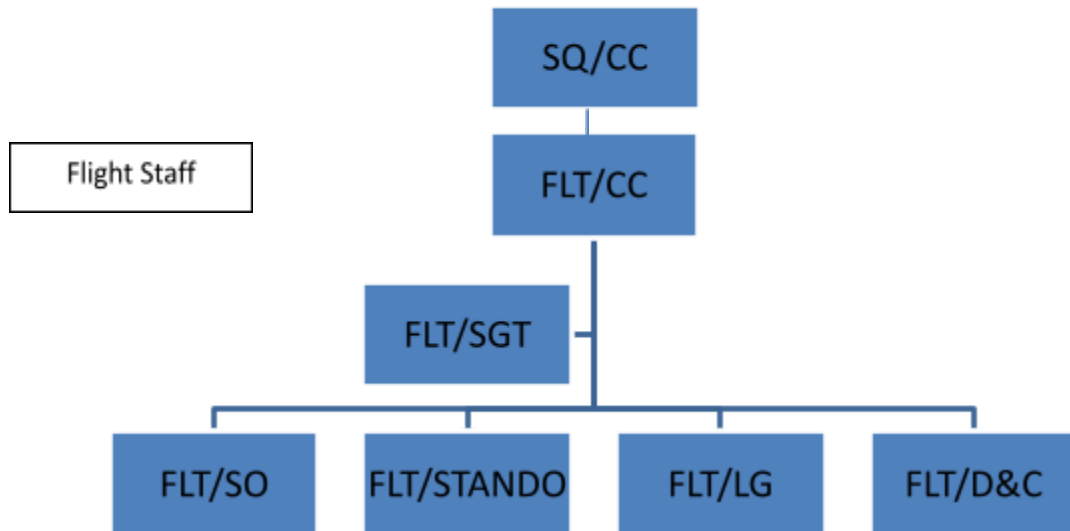 SQ/CC
Flight Staff
FLT/CC
FLT/SGT
FLT/SO
FLT/STANDO
FLT/LG
FLT/D&C